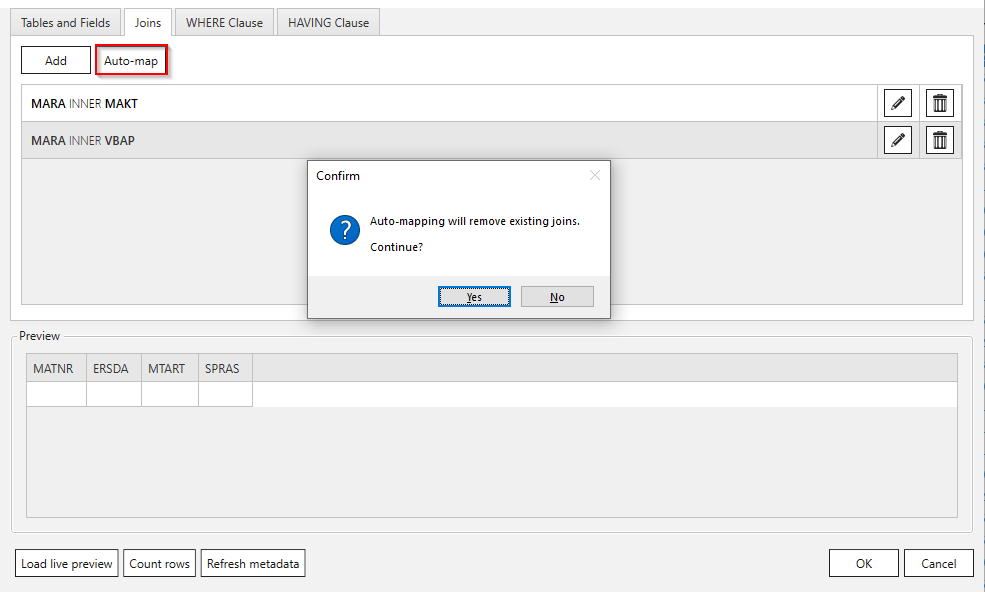 Tables and Fields Joins WHERE Clause HAVING Clause
Add Auto-map
MARA INNER MAKT
MARA INNER VBAP
Confirm
?
Auto-mapping will remove existing joins.
Continue?
Yes No
Preview
MATNR ERSDA MTART SPRAS
Load live preview Count rows Refresh metadata OK Cancel